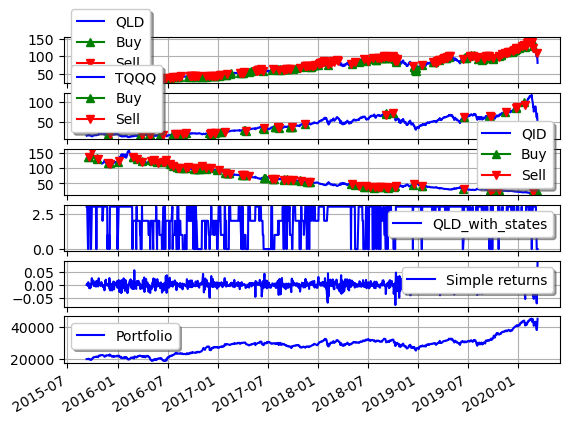 QLD
Buy
Sell
150
100
50
TQQQ
Buy
Sell
100
50
QID
Buy
Sell
150
100
50
QLD_with_states
2.5
0.0
Simple returns
0.05
0.00
−0.05
Portfolio
40000
20000
2015-07
2016-01
2016-07
2017-01
2017-07
2018-01
2018-07
2019-01
2019-07
2020-01